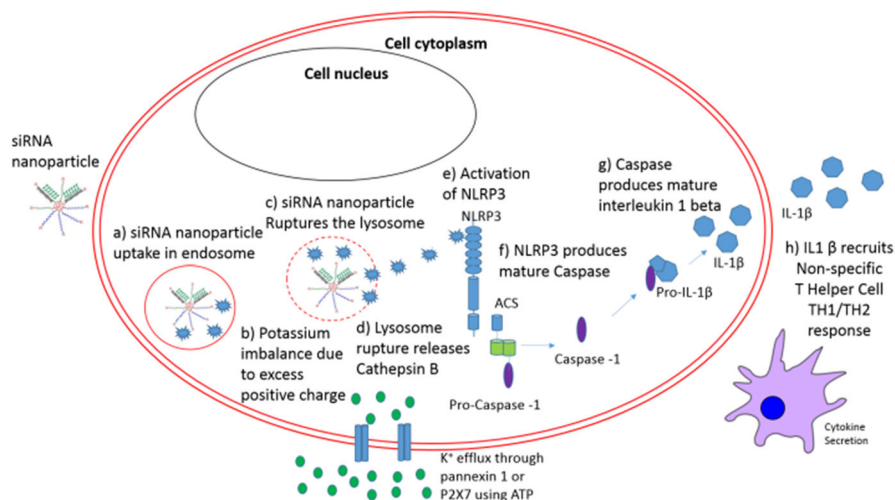 Cell cytoplasm
Cell nucleus
siRNA
nanoparticle
a) siRNA nanoparticle
uptake in endosome
b) Potassium
imbalance due
to excess
positive charge
c) siRNA nanoparticle
Ruptures the lysosome
d) Lysosome
rupture releases
Cathepsin B
e) Activation
of NLRP3
NLRP3
ACS
Pro-Caspase -1
f) NLRP3 produces
mature Caspase
Caspase -1
g) Caspase
produces mature
interleukin 1 beta
Pro-IL-1β
IL-1β
IL-1β
h) IL1 β recruits
Non-specific
T Helper Cell
TH1/TH2
response
Cytokine
Secretion
K⁺ efflux through
pannexin 1 or
P2X7 using ATP